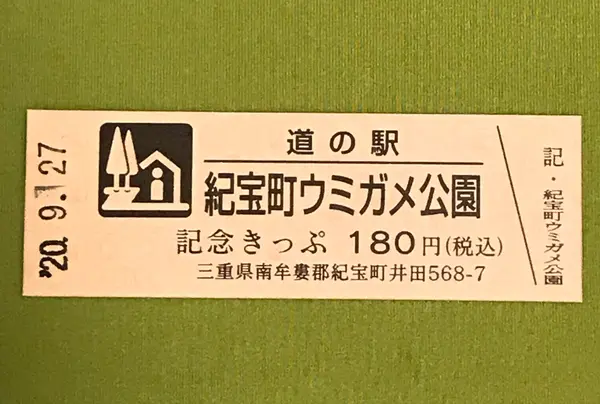 '20. 9. 27
道の駅
紀宝町ウミガメ公園
記念きっぷ 180円(税込)
三重県南牟婁郡紀宝町井田568-7
記・紀宝町ウミガメ公園